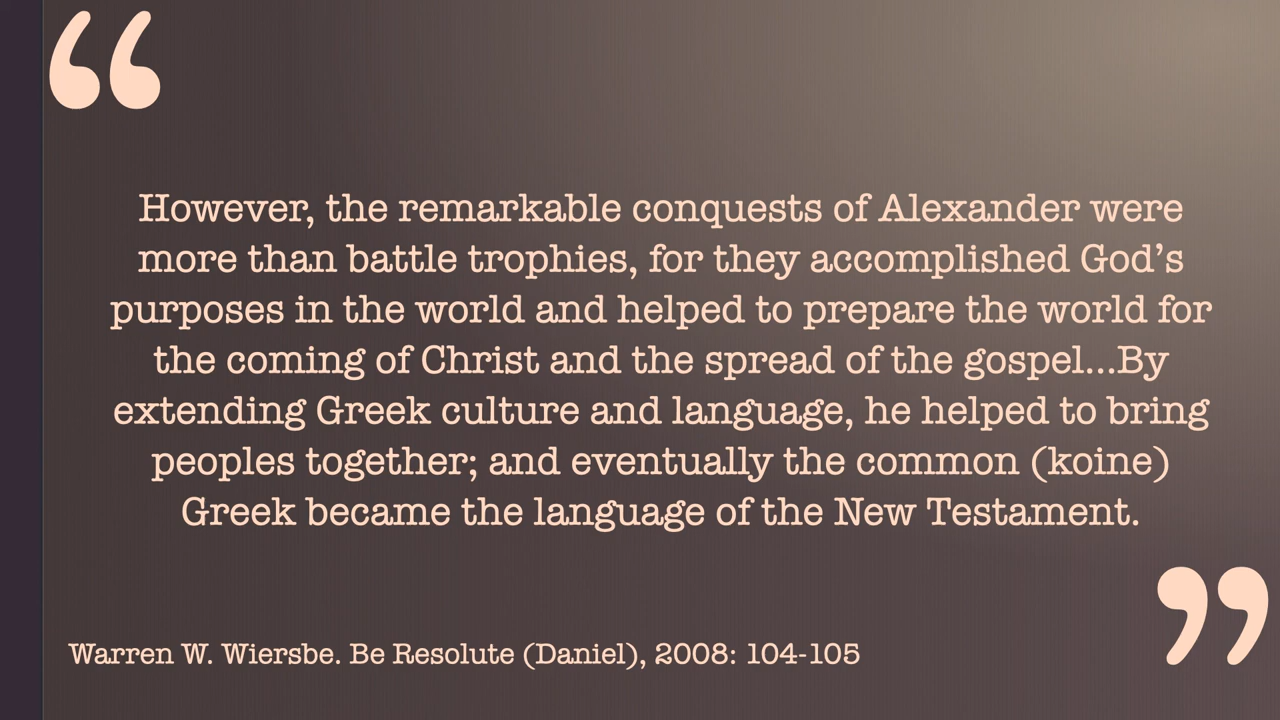 “
However, the remarkable conquests of Alexander were
more than battle trophies, for they accomplished God’s
purposes in the world and helped to prepare the world for
the coming of Christ and the spread of the gospel...By
extending Greek culture and language, he helped to bring
peoples together; and eventually the common (koine)
Greek became the language of the New Testament.
”
Warren W. Wiersbe. Be Resolute (Daniel), 2008: 104-105